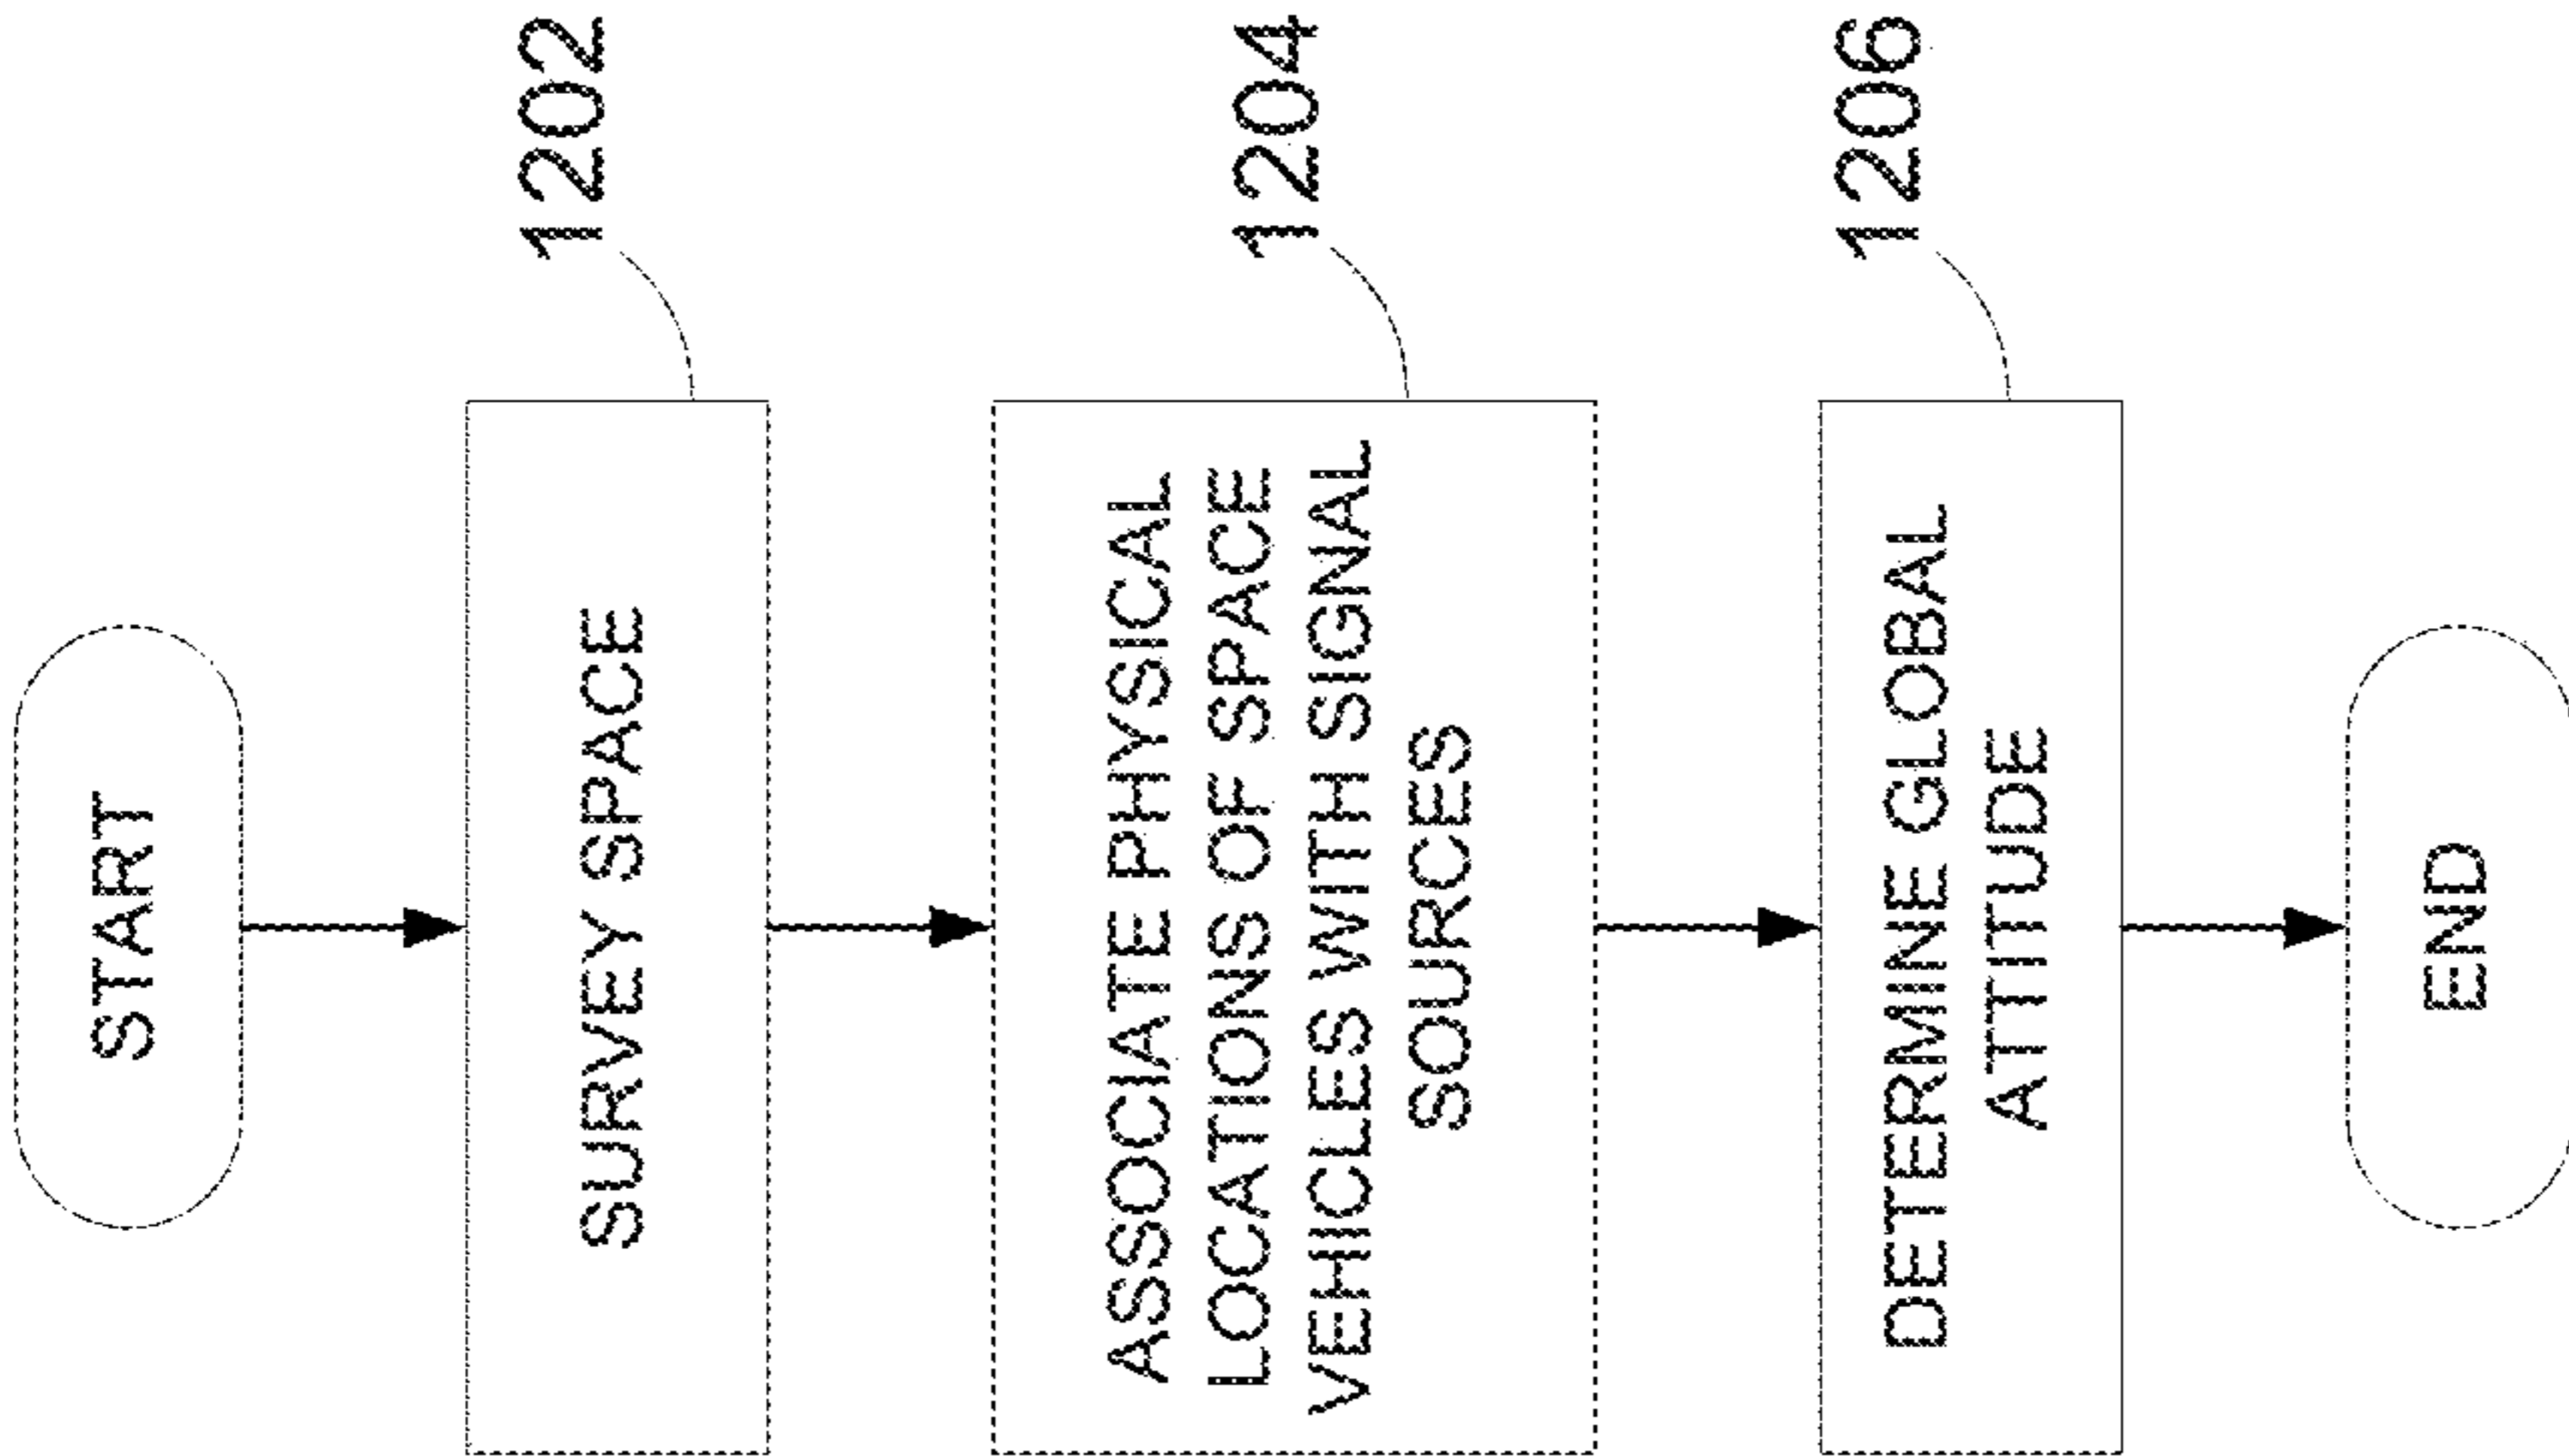 START
SURVEY SPACE
1202
ASSOCIATE PHYSICAL
LOCATIONS OF SPACE
VEHICLES WITH SIGNAL
SOURCES
1204
DETERMINE GLOBAL
ATTITUDE
1206
END